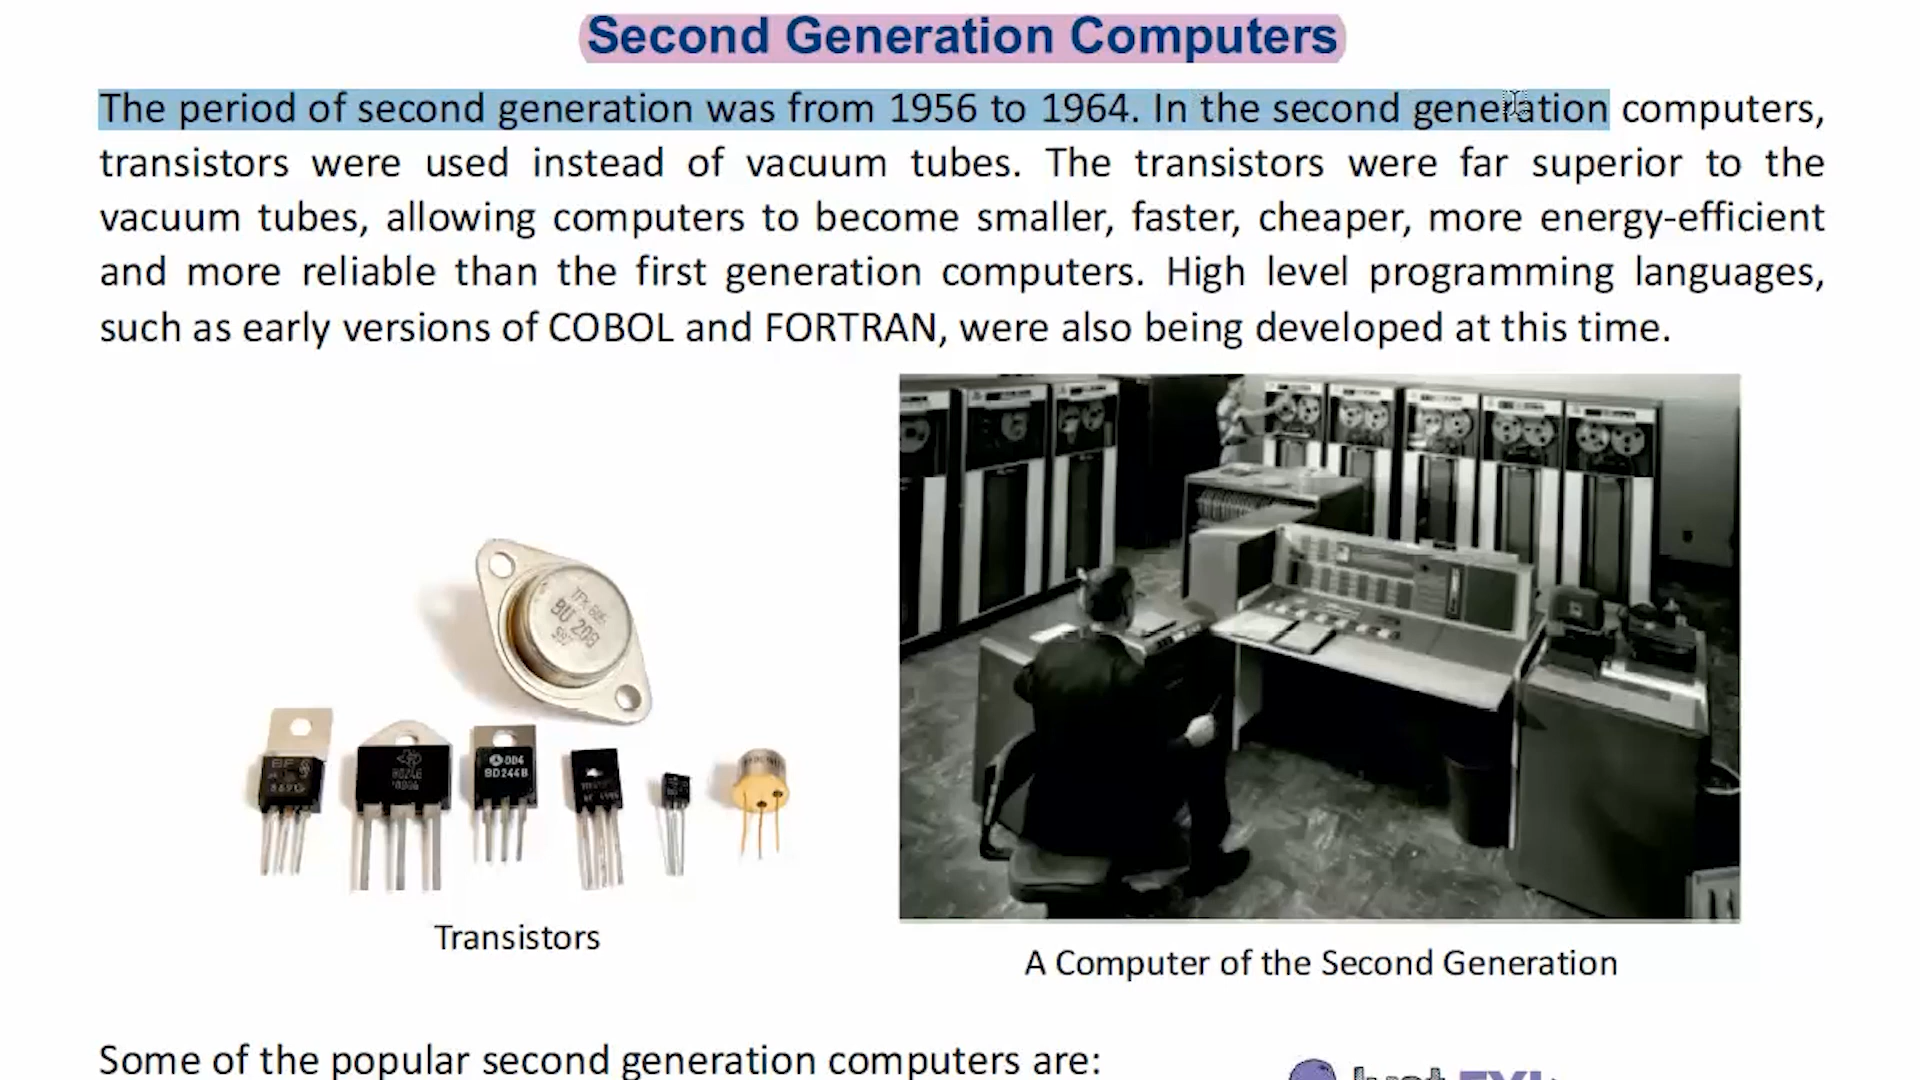 Second Generation Computers
The period of second generation was from 1956 to 1964. In the second generation computers,
transistors were used instead of vacuum tubes. The transistors were far superior to the
vacuum tubes, allowing computers to become smaller, faster, cheaper, more energy-efficient
and more reliable than the first generation computers. High level programming languages,
such as early versions of COBOL and FORTRAN, were also being developed at this time.
BU 208
BD244B
Transistors
A Computer of the Second Generation
Some of the popular second generation computers are: